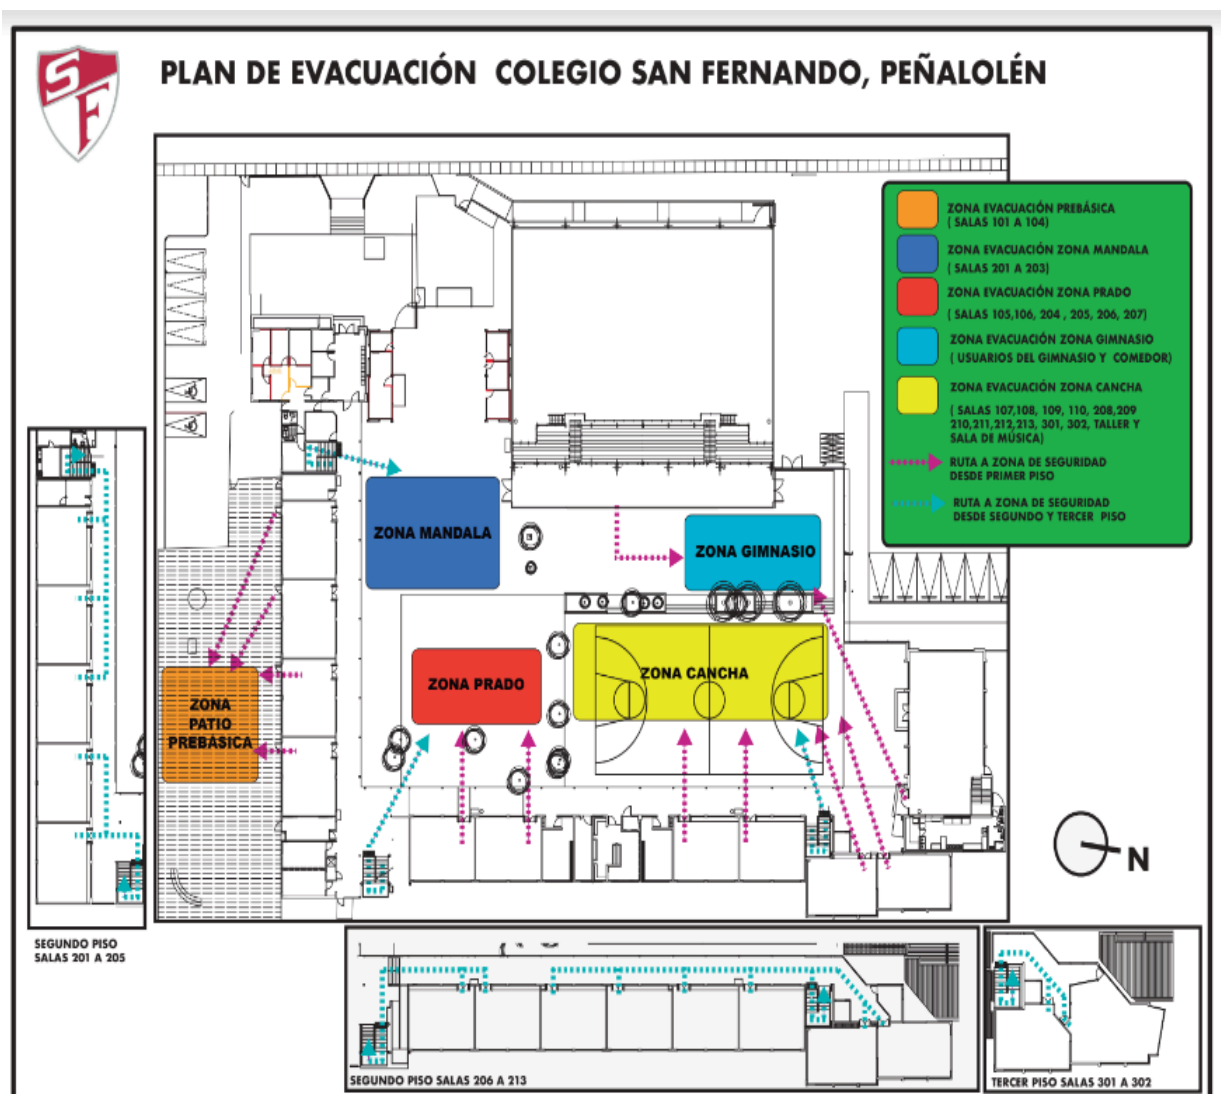 SF
PLAN DE EVACUACIÓN COLEGIO SAN FERNANDO, PEÑALOLÉN
ZONA EVACUACIÓN PREBÁSICA
( SALAS 101 A 104)
ZONA EVACUACIÓN ZONA MANDALA
( SALAS 201 A 203)
ZONA EVACUACIÓN ZONA PRADO
( SALAS 105,106, 204 , 205, 206, 207)
ZONA EVACUACIÓN ZONA GIMNASIO
( USUARIOS DEL GIMNASIO Y COMEDOR)
ZONA EVACUACIÓN ZONA CANCHA
( SALAS 107,108, 109, 110, 208,209
210,211,212,213, 301, 302, TALLER Y
SALA DE MÚSICA)
RUTA A ZONA DE SEGURIDAD
DESDE PRIMER PISO
RUTA A ZONA DE SEGURIDAD
DESDE SEGUNDO Y TERCER PISO
ZONA MANDALA
ZONA GIMNASIO
ZONA PRADO
ZONA CANCHA
ZONA
PATIO
PREBÁSICA
N
SEGUNDO PISO
SALAS 201 A 205
SEGUNDO PISO SALAS 206 A 213
TERCER PISO SALAS 301 A 302